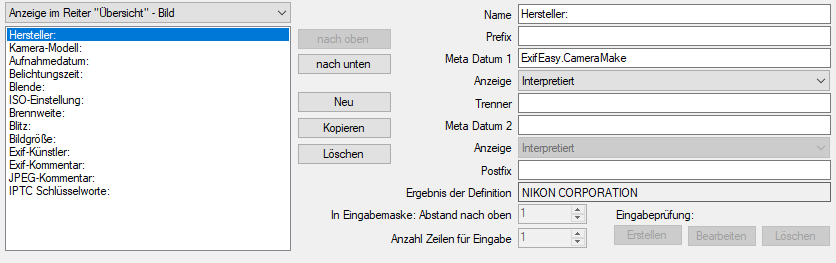 Anzeige im Reiter "Übersicht" - Bild
Hersteller:
Kamera-Modell:
Aufnahmedatum:
Belichtungszeit:
Blende:
ISO-Einstellung:
Brennweite:
Blitz:
Bildgröße:
Exif-Künstler:
Exif-Kommentar:
JPEG-Kommentar:
IPTC Schlüsselworte:
nach oben
nach unten
Neu
Kopieren
Löschen
Name Hersteller:
Prefix
Meta Datum 1 ExifEasy.CameraMake
Anzeige Interpretiert
Trenner
Meta Datum 2
Anzeige Interpretiert
Postfix
Ergebnis der Definition NIKON CORPORATION
In Eingabemaske: Abstand nach oben 1 Eingabeprüfung:
Anzahl Zeilen für Eingabe 1 Erstellen Bearbeiten Löschen